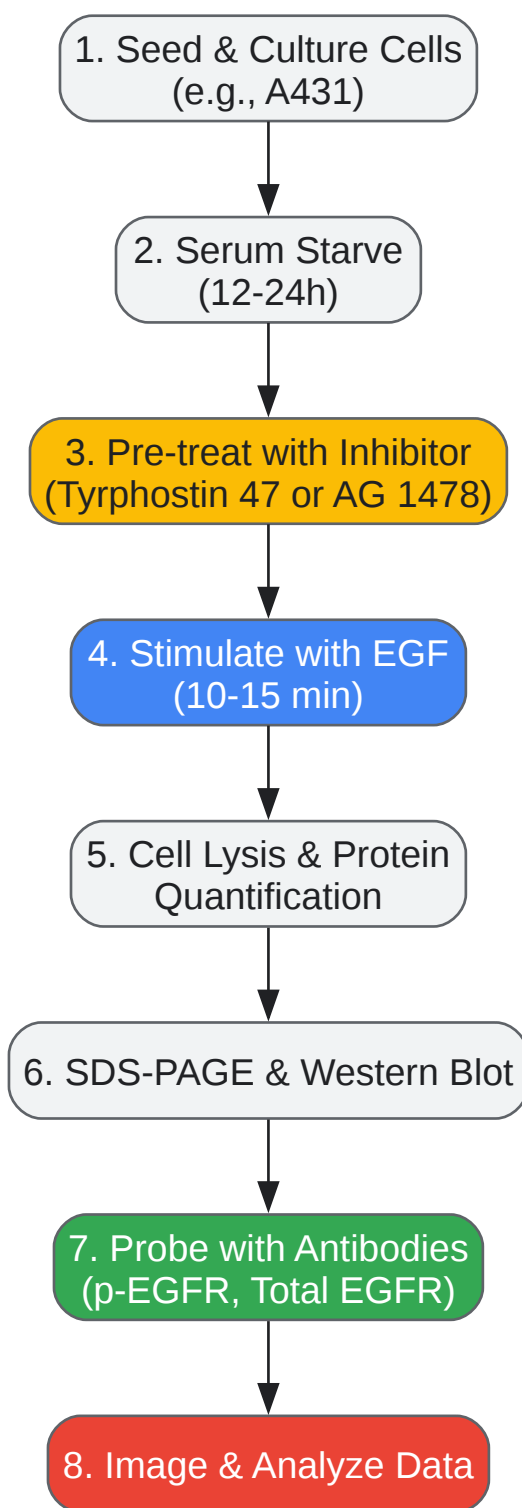 1. Seed & Culture Cells
(e.g., A431)
2. Serum Starve
(12-24h)
3. Pre-treat with Inhibitor
(Tyrphostin 47 or AG 1478)
4. Stimulate with EGF
(10-15 min)
5. Cell Lysis & Protein
Quantification
6. SDS-PAGE & Western Blot
7. Probe with Antibodies
(p-EGFR, Total EGFR)
8. Image & Analyze Data